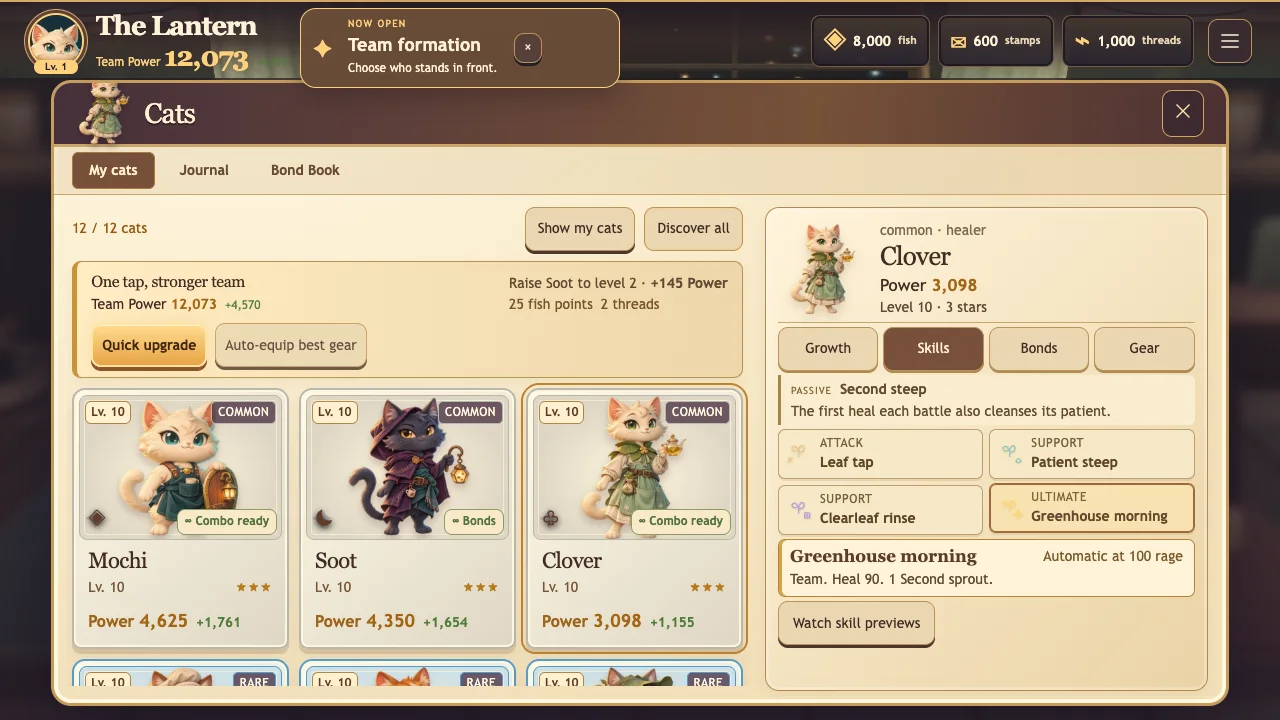 The Lantern
Lv. 1
Team Power 12,073
NOW OPEN
Team formation
Choose who stands in front.
8,000 fish
600 stamps
1,000 threads
Cats
My cats
Journal
Bond Book
12 / 12 cats
Show my cats
Discover all
One tap, stronger team
Team Power 12,073 +4,570
Raise Soot to level 2 · +145 Power
25 fish points 2 threads
Quick upgrade
Auto-equip best gear
Lv. 10
COMMON
∞ Combo ready
Mochi
Lv. 10
★★★
Power 4,625 +1,761
Lv. 10
COMMON
∞ Bonds
Soot
Lv. 10
★★★
Power 4,350 +1,654
Lv. 10
COMMON
∞ Combo ready
Clover
Lv. 10
★★★
Power 3,098 +1,155
Lv. 10
RARE
Lv. 10
RARE
Lv. 10
RARE
common · healer
Clover
Power 3,098
Level 10 · 3 stars
Growth
Skills
Bonds
Gear
PASSIVE Second steep
The first heal each battle also cleanses its patient.
ATTACK
Leaf tap
SUPPORT
Patient steep
SUPPORT
Clearleaf rinse
ULTIMATE
Greenhouse morning
Greenhouse morning
Automatic at 100 rage
Team. Heal 90. 1 Second sprout.
Watch skill previews